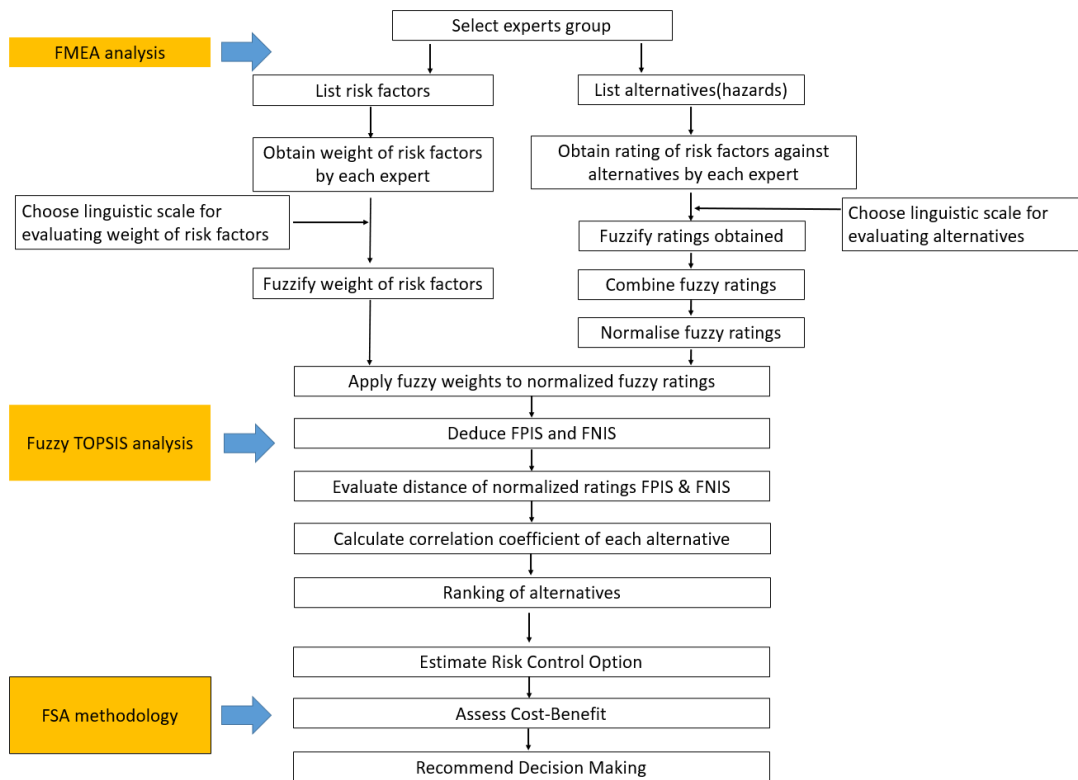 Select experts group
FMEA analysis
List risk factors
List alternatives(hazards)
Obtain weight of risk factors
by each expert
Obtain rating of risk factors against
alternatives by each expert
Choose linguistic scale for
evaluating weight of risk factors
Choose linguistic scale for
evaluating alternatives
Fuzzify ratings obtained
Fuzzify weight of risk factors
Combine fuzzy ratings
Normalise fuzzy ratings
Apply fuzzy weights to normalized fuzzy ratings
Fuzzy TOPSIS analysis
Deduce FPIS and FNIS
Evaluate distance of normalized ratings FPIS & FNIS
Calculate correlation coefficient of each alternative
Ranking of alternatives
Estimate Risk Control Option
FSA methodology
Assess Cost-Benefit
Recommend Decision Making